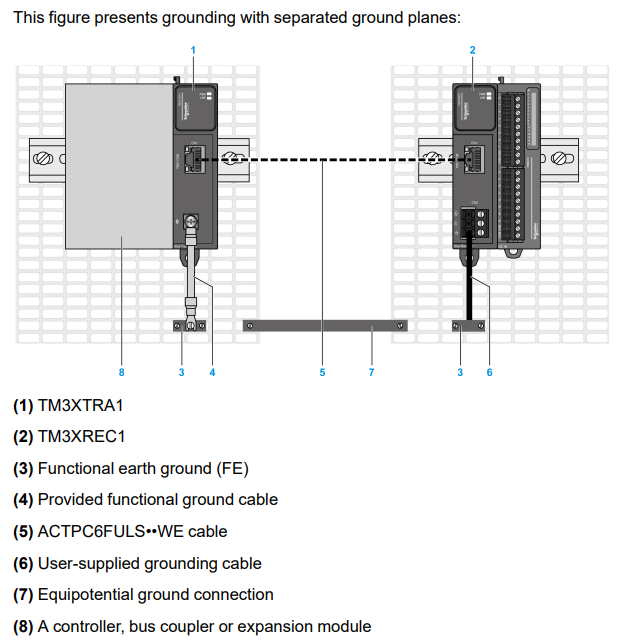 This figure presents grounding with separated ground planes:
1 2
8 3 4 5 7 3 6
(1) TM3XTRA1
(2) TM3XREC1
(3) Functional earth ground (FE)
(4) Provided functional ground cable
(5) ACTPC6FULS••WE cable
(6) User-supplied grounding cable
(7) Equipotential ground connection
(8) A controller, bus coupler or expansion module